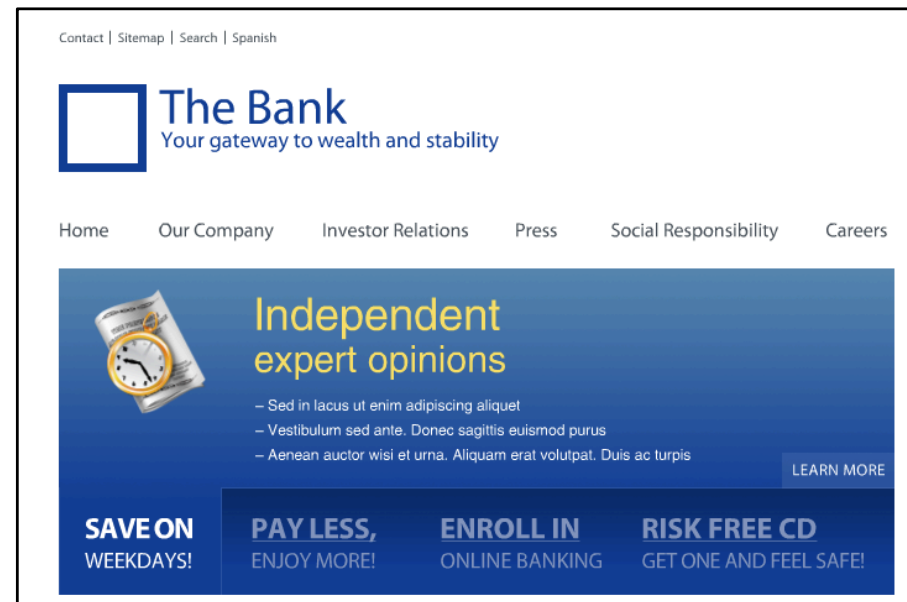 Contact | Sitemap | Search | Spanish
The Bank
Your gateway to wealth and stability
Home Our Company Investor Relations Press Social Responsibility Careers
Independent
expert opinions
– Sed in lacus ut enim adipiscing aliquet
– Vestibulum sed ante. Donec sagittis euismod purus
– Aenean auctor wisi et urna. Aliquam erat volutpat. Duis ac turpis
LEARN MORE
SAVE ON
WEEKDAYS!
PAY LESS,
ENJOY MORE!
ENROLL IN
ONLINE BANKING
RISK FREE CD
GET ONE AND FEEL SAFE!